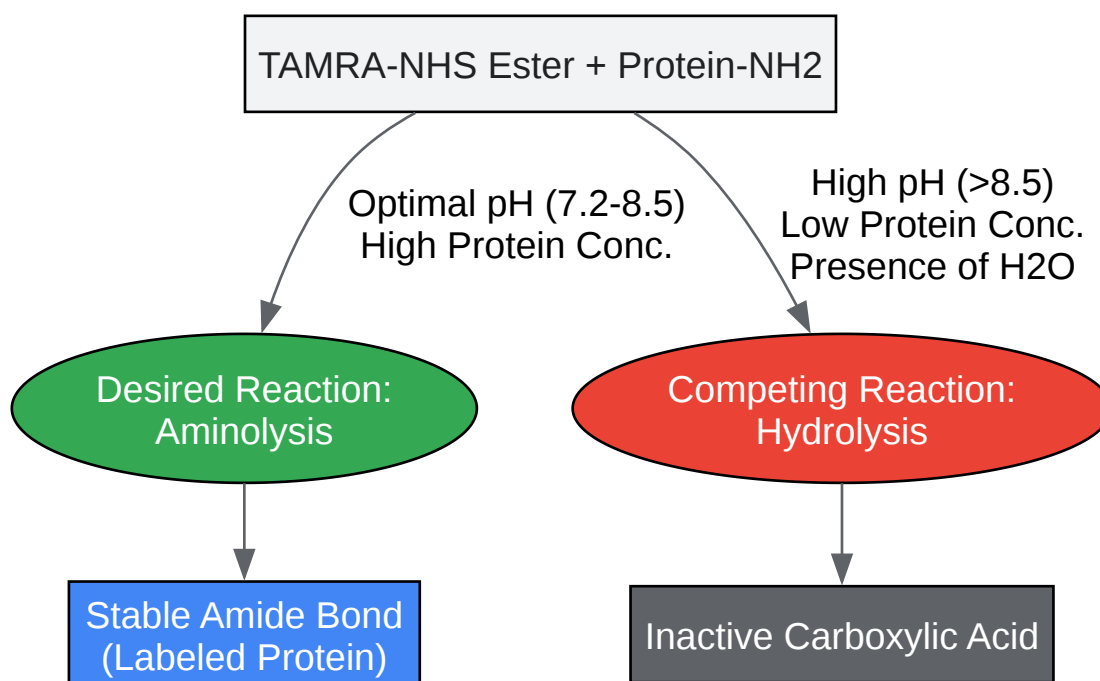 TAMRA-NHS Ester + Protein-NH2
Optimal pH (7.2-8.5)
High Protein Conc.
High pH (>8.5)
Low Protein Conc.
Presence of H2O
Desired Reaction:
Aminolysis
Competing Reaction:
Hydrolysis
Stable Amide Bond
(Labeled Protein)
Inactive Carboxylic Acid